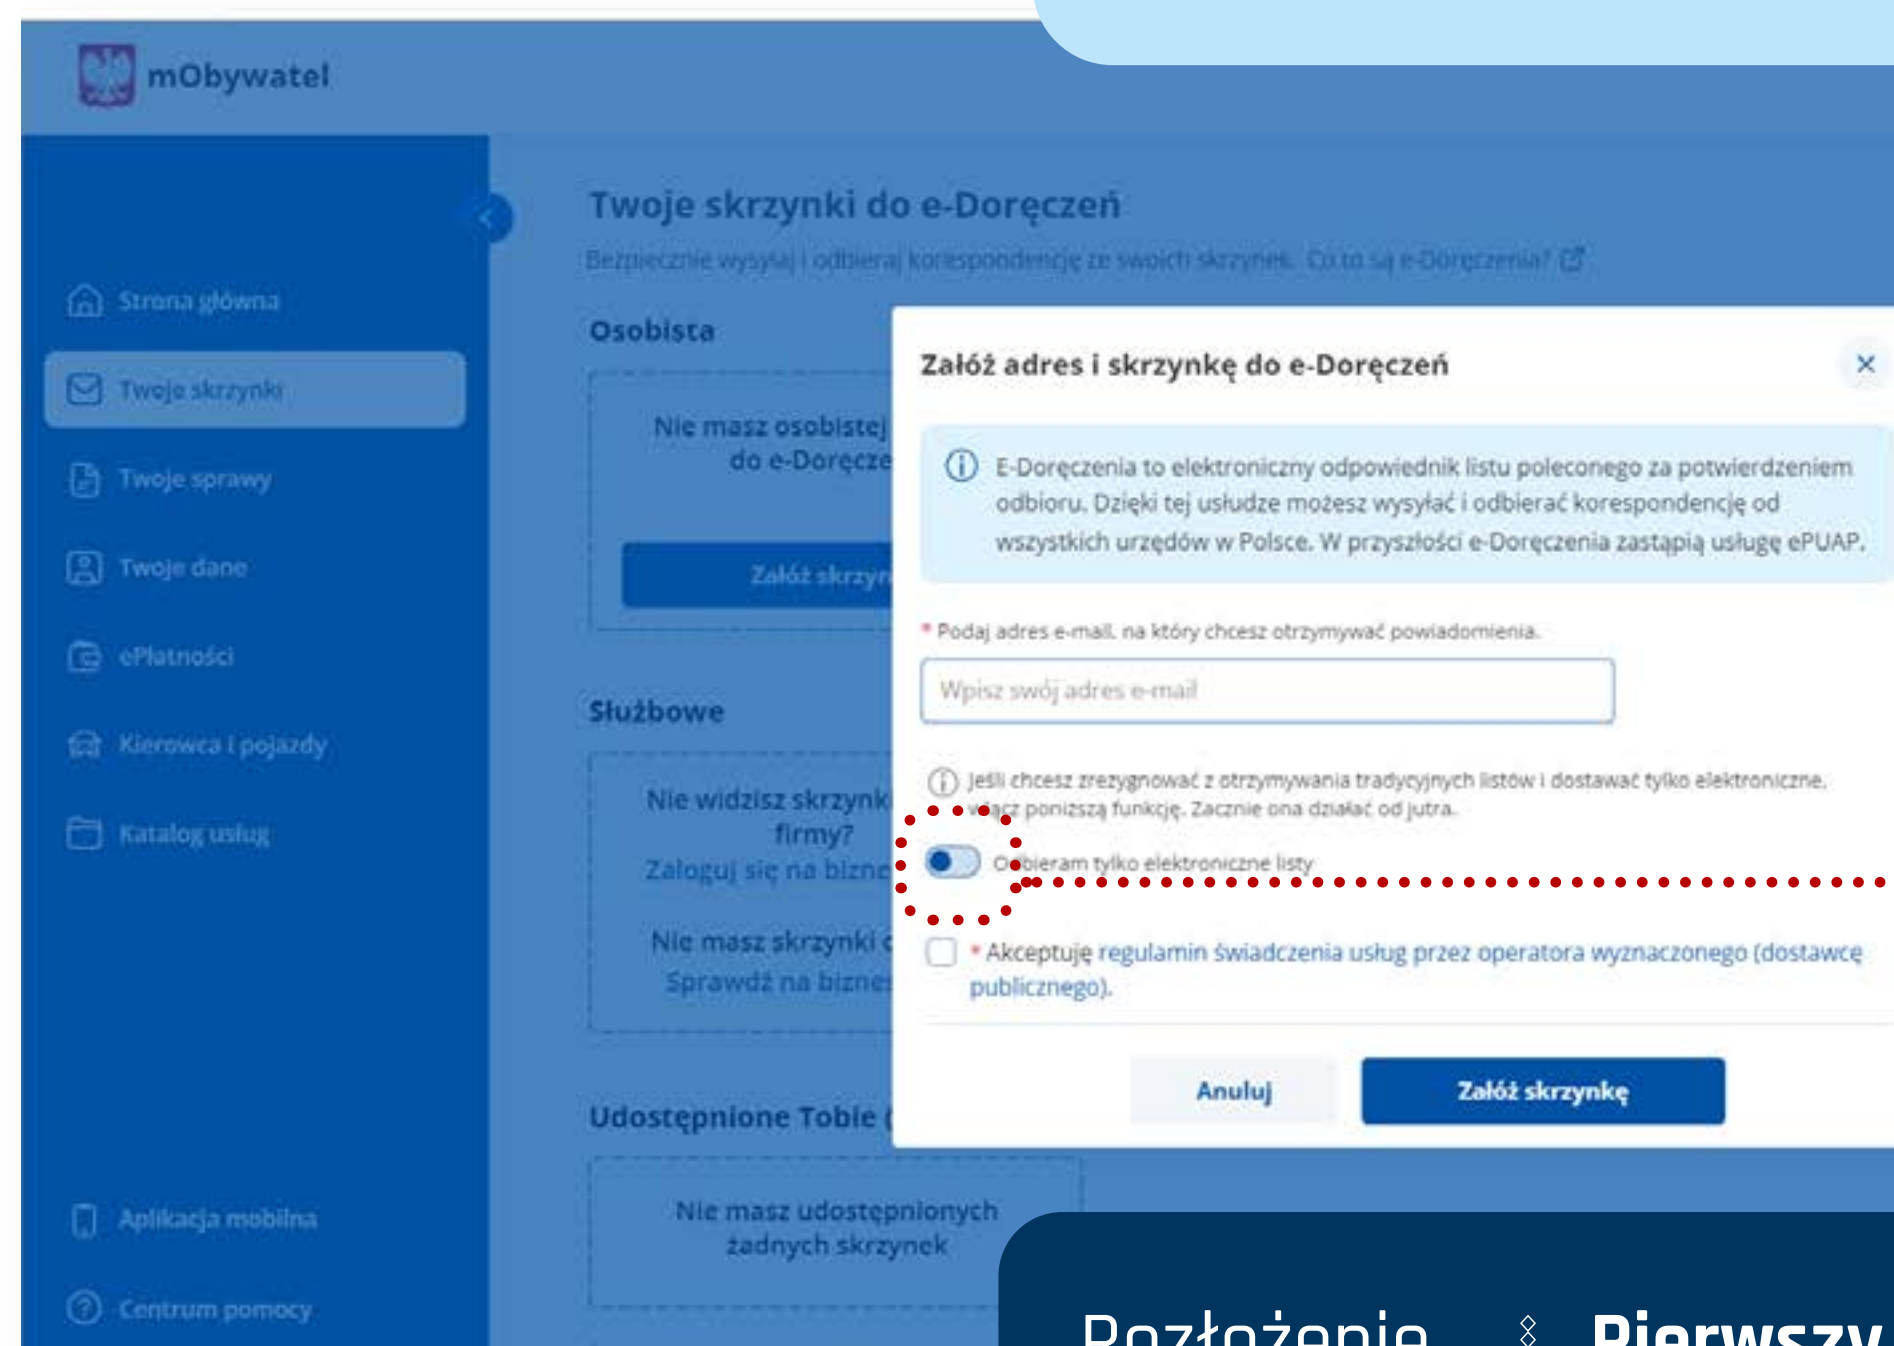 mObywatel
Twoje skrzynki do e-Doręczeń
Bezpiecznie wysyłaj i odbieraj korespondencję ze swoich skrzynek. Co to są e-Doręczenia?
Strona główna
Twoje skrzynki
Twoje sprawy
Twoje dane
ePłatności
Kierowca i pojazdy
Katalog usług
Aplikacja mobilna
Centrum pomocy
Osobista
Nie masz osobistej
do e-Doręcze
Załóż skrzyn
Służbowe
Nie widzisz skrzynk
firmy?
Zaloguj się na bizne
Nie masz skrzynki
Sprawdź na biznes
Udostępnione Tobie (
Nie masz udostępnionych
żadnych skrzynek
Załóż adres i skrzynkę do e-Doręczeń
E-Doręczenia to elektroniczny odpowiednik listu poleconego za potwierdzeniem
odbioru. Dzięki tej usłudze możesz wysyłać i odbierać korespondencję od
wszystkich urzędów w Polsce. W przyszłości e-Doręczenia zastąpią usługę ePUAP.
* Podaj adres e-mail, na który chcesz otrzymywać powiadomienia.
Wpisz swój adres e-mail
Jeśli chcesz zrezygnować z otrzymywania tradycyjnych listów i dostawać tylko elektroniczne,
włącz poniższą funkcję. Zacznie ona działać od jutra.
Odbieram tylko elektroniczne listy
* Akceptuję regulamin świadczenia usług przez operatora wyznaczonego (dostawcę
publicznego).
Anuluj
Załóż skrzynkę
Pierwszy